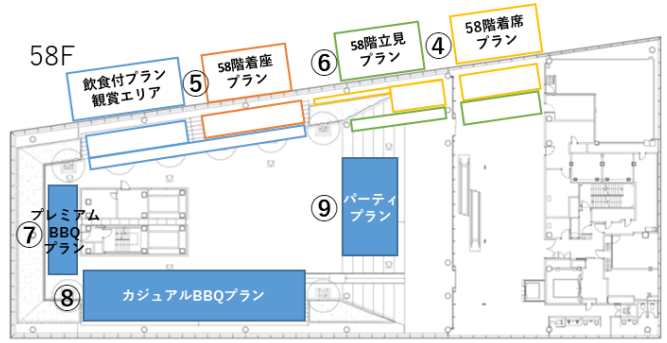 58F
飲食付プラン
観賞エリア
⑤
58階着座
プラン
⑥
58階立見
プラン
④
58階着席
プラン
⑦
プレミアム
BBQ
プラン
⑧
カジュアルBBQプラン
⑨
パーティ
プラン